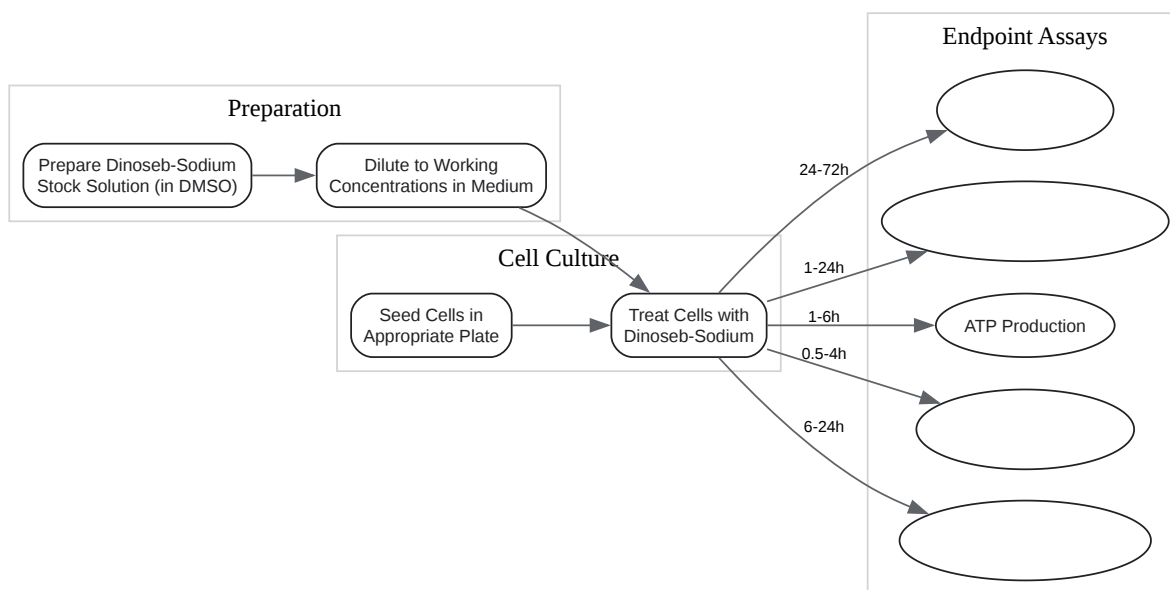 Endpoint Assays
Preparation
Prepare Dinoseb-Sodium
Stock Solution (in DMSO)
Dilute to Working
Concentrations in Medium
24-72h
Cell Culture
1-24h
Seed Cells in
Appropriate Plate
Treat Cells with
Dinoseb-Sodium
1-6h
ATP Production
0.5-4h
6-24h